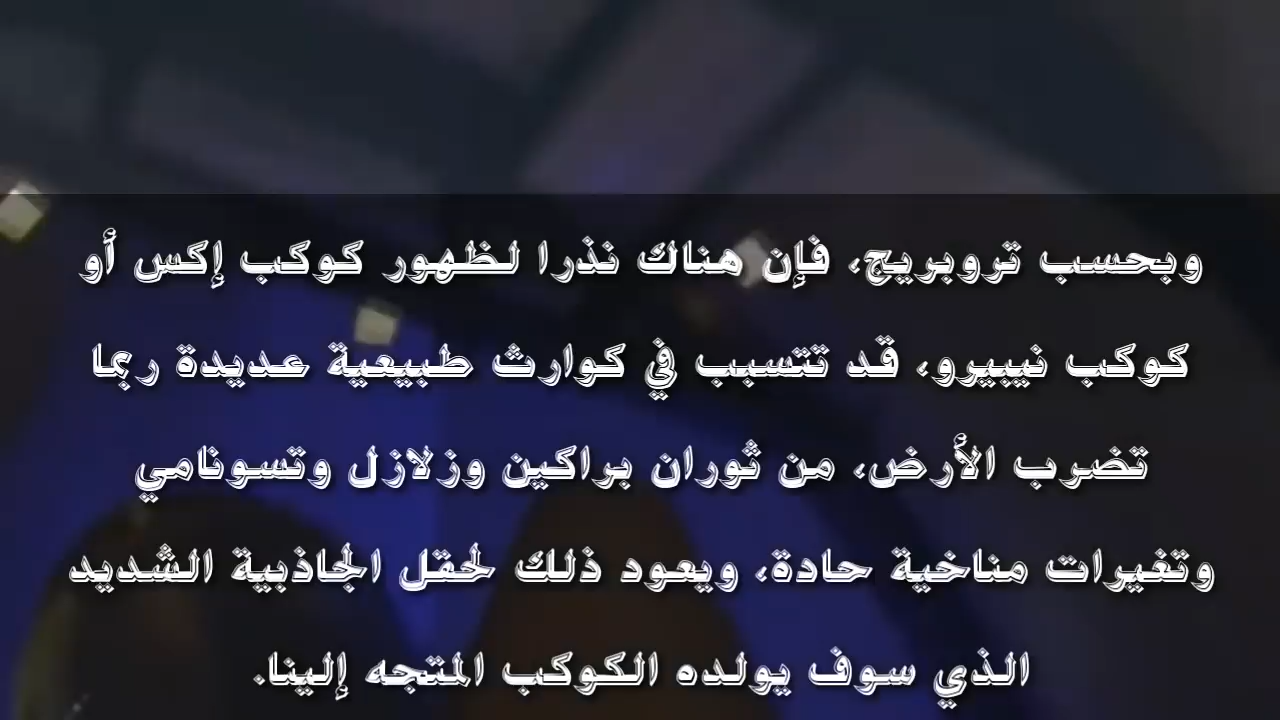 وبحسب تروبريج، فإن هناك نذرا لظهور كوكب إكس أو
كوكب نيبيرو، قد تتسبب في كوارث طبيعية عديدة ربما
تضرب الأرض، من ثوران براكين وزلازل وتسونامي
وتغيرات مناخية حادة، ويعود ذلك لحقل الجاذبية الشديد
الذي سوف يولده الكوكب المتجه إلينا.